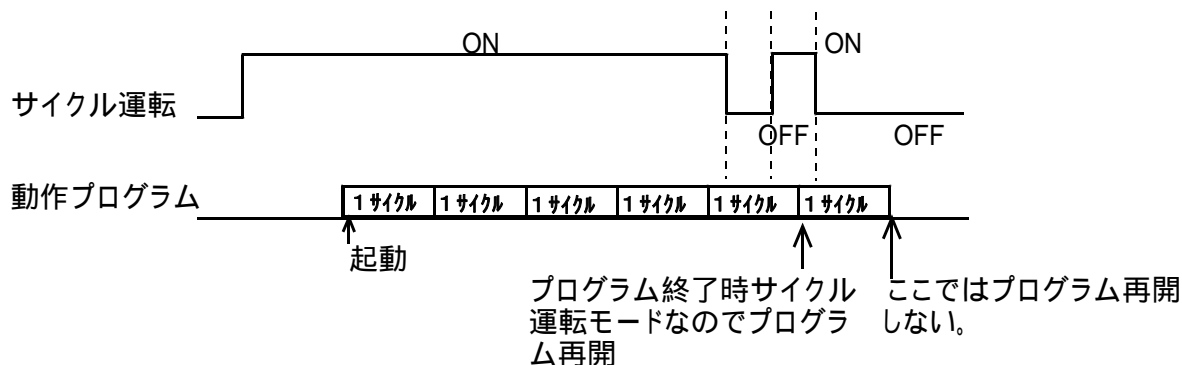 ON
ON
サイクル運転
OFF
OFF
動作プログラム
1 ｻｲｸﾙ
1 ｻｲｸﾙ
1 ｻｲｸﾙ
1 ｻｲｸﾙ
1 ｻｲｸﾙ
1 ｻｲｸﾙ
起動
プログラム終了時サイクル
運転モードなのでプログラ
ム再開
ここではプログラム再開
しない。